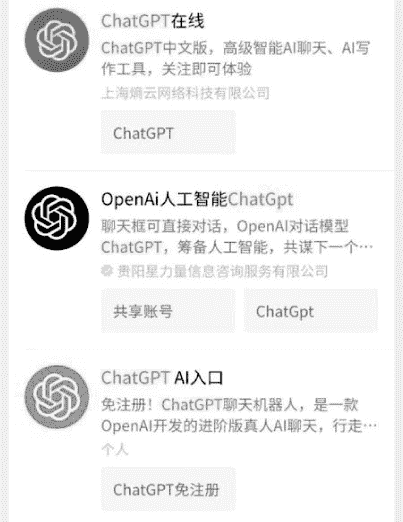 ChatGPT在线
ChatGPT中文版，高级智能AI聊天、AI写
作工具，关注即可体验
上海熵云网络科技有限公司
ChatGPT
OpenAi人工智能ChatGpt
聊天框可直接对话，OpenAI对话模型
ChatGPT，筹备人工智能，共谋下一个…
贵阳星力量信息咨询服务有限公司
共享账号 ChatGpt
ChatGPT AI入口
免注册！ChatGPT聊天机器人，是一款
OpenAI开发的进阶版真人AI聊天，行走…
个人
ChatGPT免注册